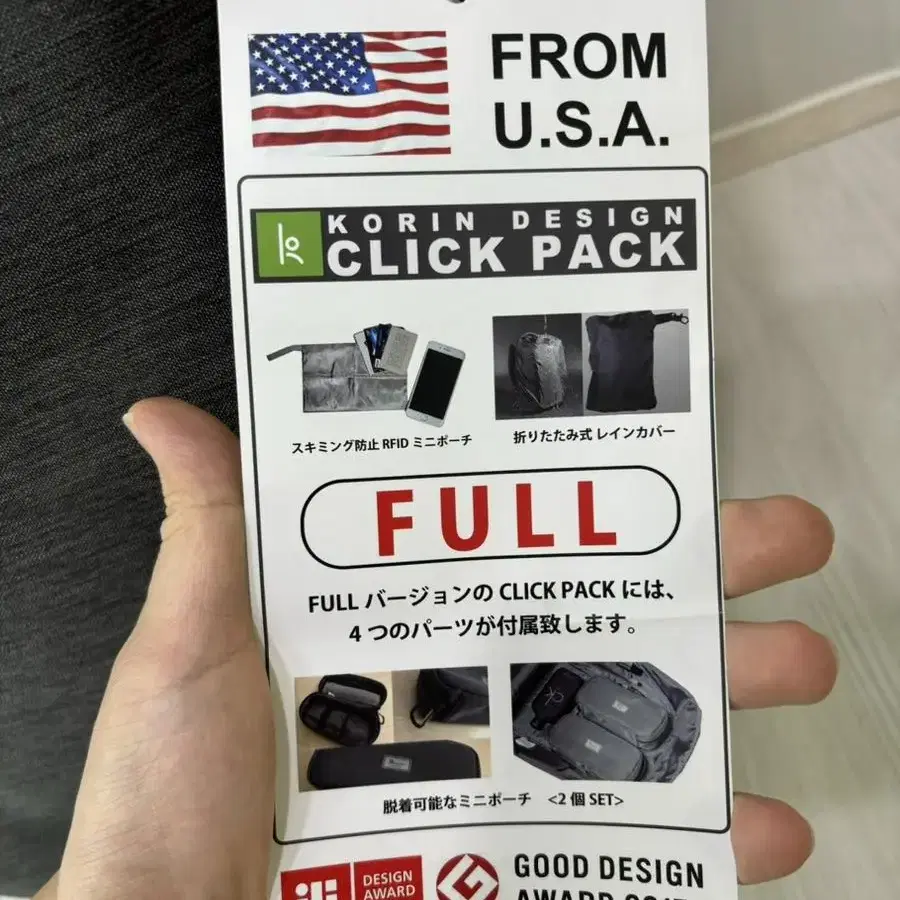 FROM
U.S.A.
KORIN DESIGN
CLICK PACK
スキミング防止 RFID ミニポーチ
折りたたみ式 レインカバー
FULL
FULL バージョンの CLICK PACK には、
4 つのパーツが付属致します。
脱着可能なミニポーチ <2 個 SET>
DESIGN
AWARD
GOOD DESIGN